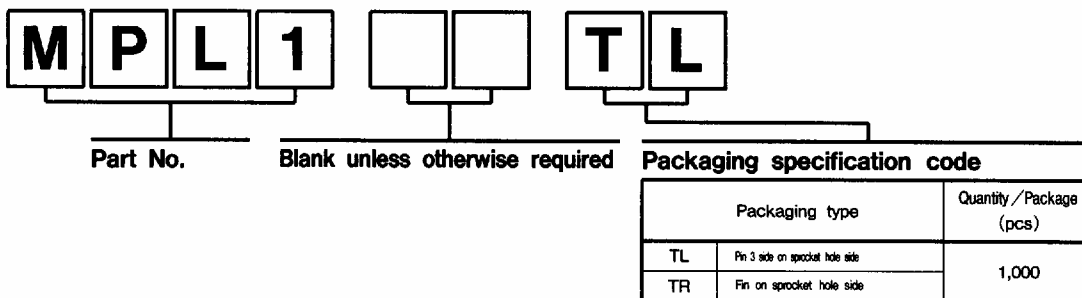 M P L 1 T L
Part No. Blank unless otherwise required Packaging specification code
Packaging type Quantity／Package (pcs)
TL Pin 3 side on sprocket hole side 1,000
TR Fin on sprocket hole side